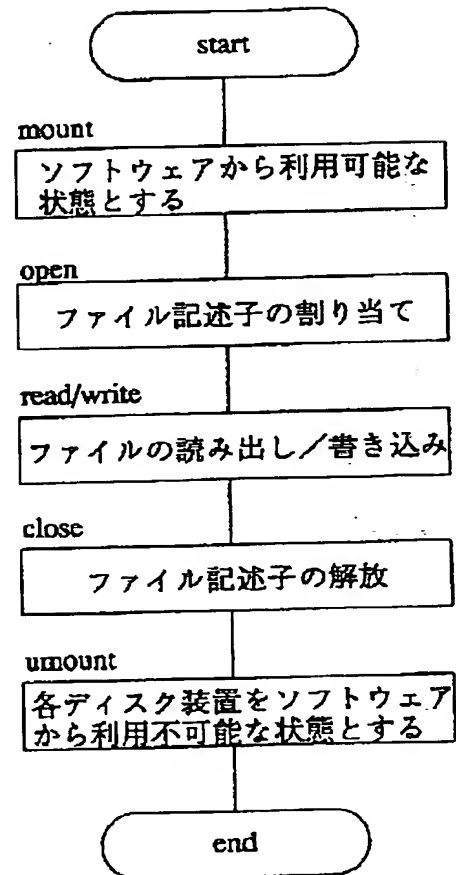 start
mount
ソフトウェアから利用可能な
状態とする
open
ファイル記述子の割り当て
read/write
ファイルの読み出し／書き込み
close
ファイル記述子の解放
umount
各ディスク装置をソフトウェア
から利用不可能な状態とする
end